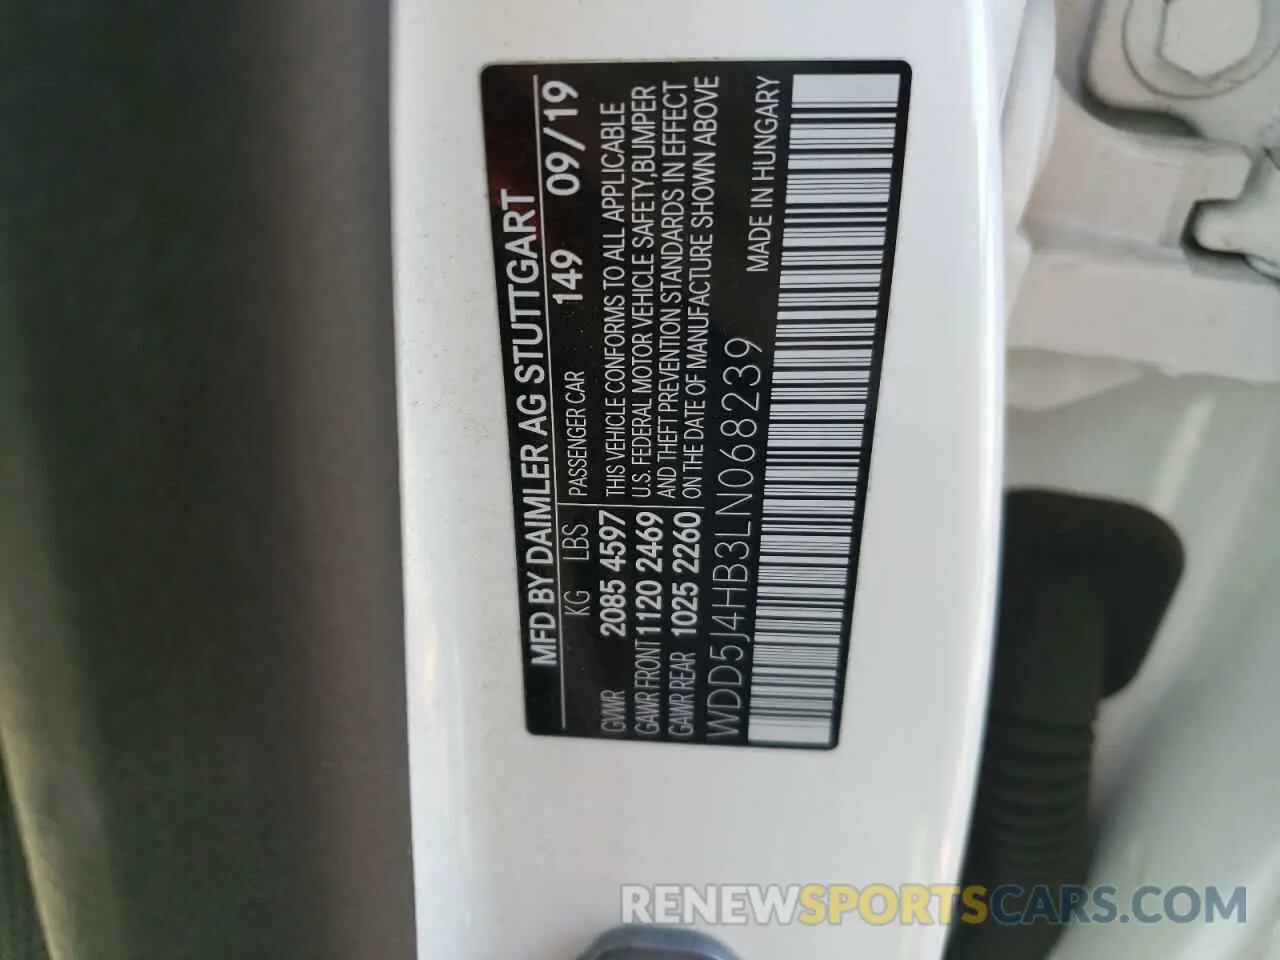 MFD BY DAIMLER AG STUTTGART
KG LBS PASSENGER CAR 149 09/19
GVWR 2085 4597 THIS VEHICLE CONFORMS TO ALL APPLICABLE
GAWR FRONT 1120 2469 U.S. FEDERAL MOTOR VEHICLE SAFETY,BUMPER
GAWR REAR 1025 2260 AND THEFT PREVENTION STANDARDS IN EFFECT
ON THE DATE OF MANUFACTURE SHOWN ABOVE
WDD5J4HB3LN068239 MADE IN HUNGARY
RENEWSPORTSCARS.COM